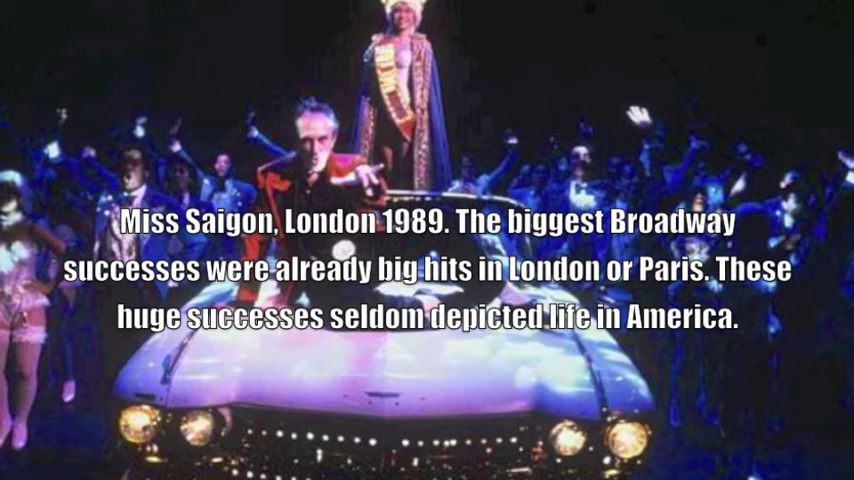 Miss Saigon, London 1989. The biggest Broadway
successes were already big hits in London or Paris. These
huge successes seldom depicted life in America.